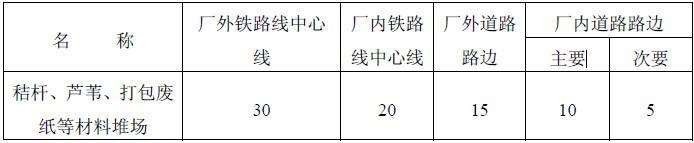 名 称
厂外铁路线中心
线
厂内铁路
线中心线
厂外道路
路边
厂内道路路边
主要
次要
秸杆、芦苇、打包废
纸等材料堆场
30
20
15
10
5